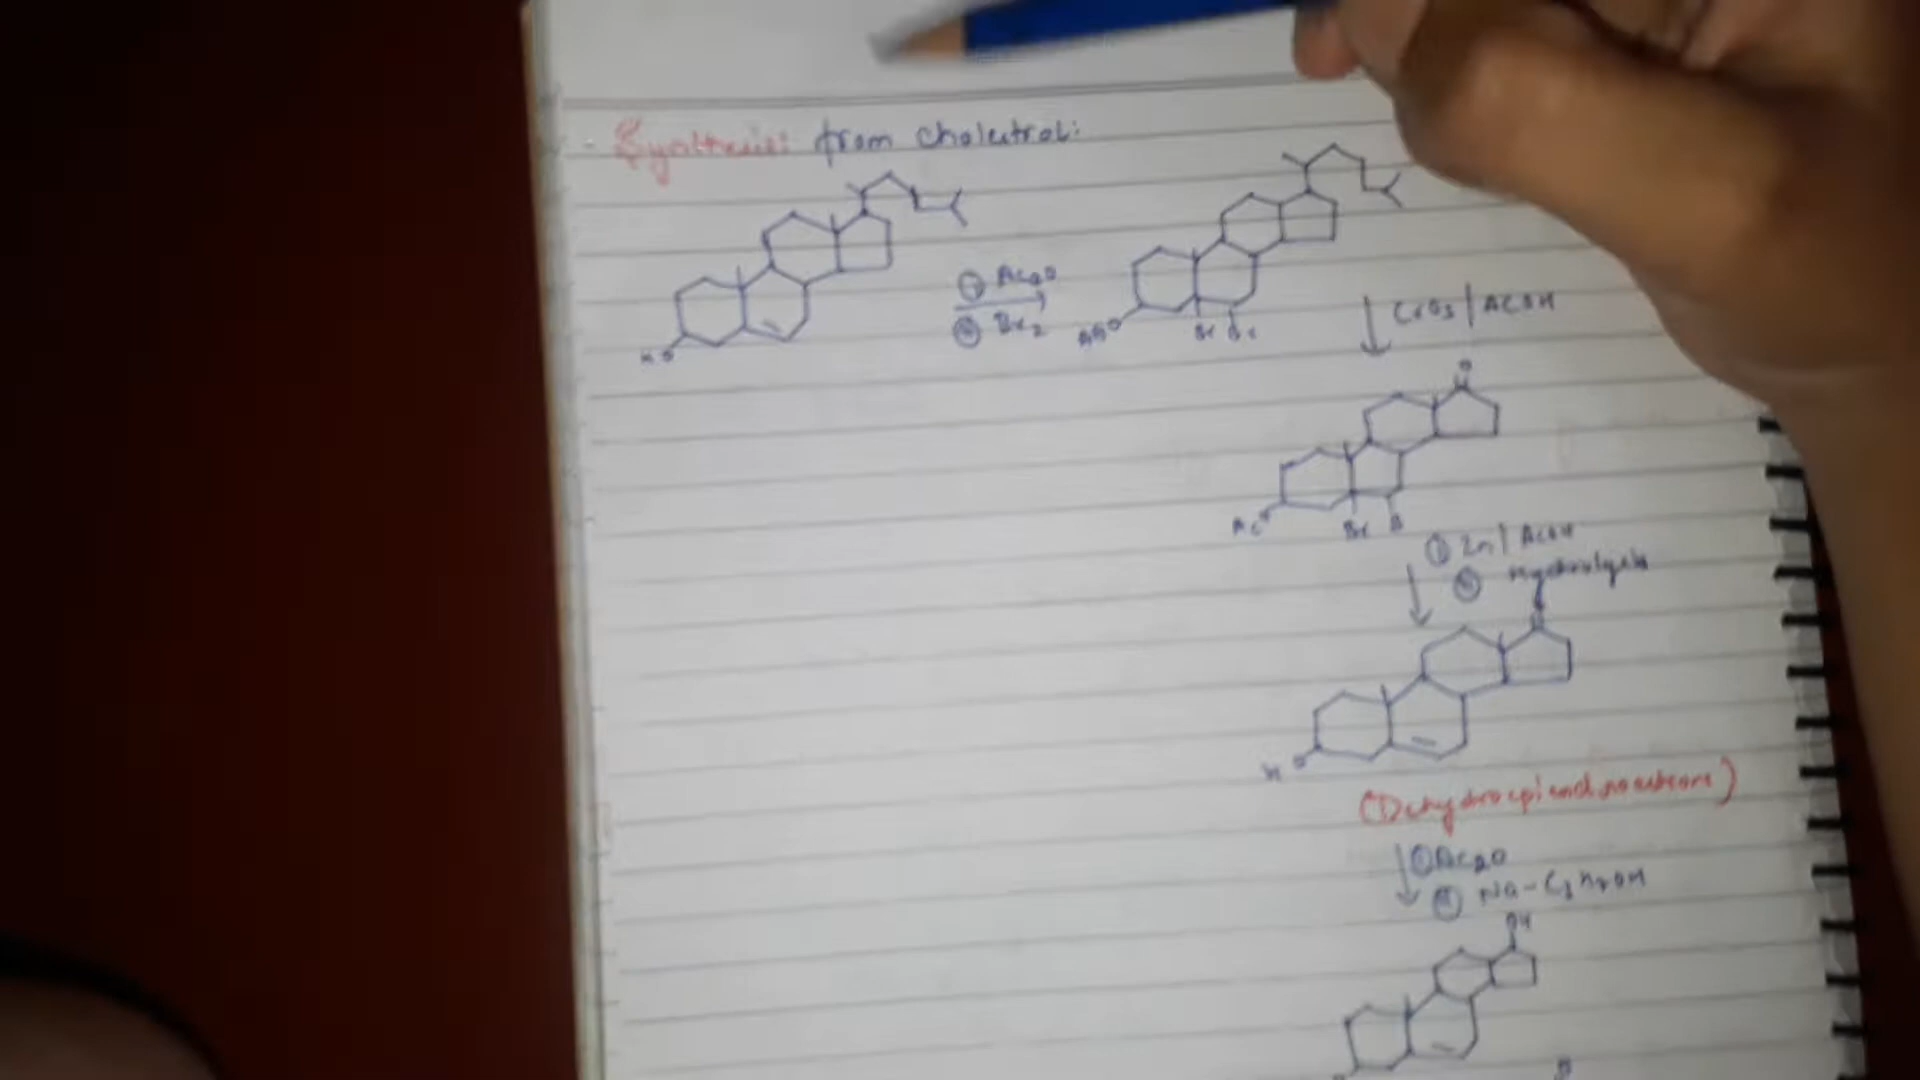 Synthesis: from Cholestrol:
① Ac2O
② Br2
HO
AcO
Br Br
CrO3 | ACOH
O
AcO
Br B
① Zn | ACOH
② Hydrolysis
HO
(Dehydroepiandrosterone)
① Ac2O
② Na - C3H7OH
OH